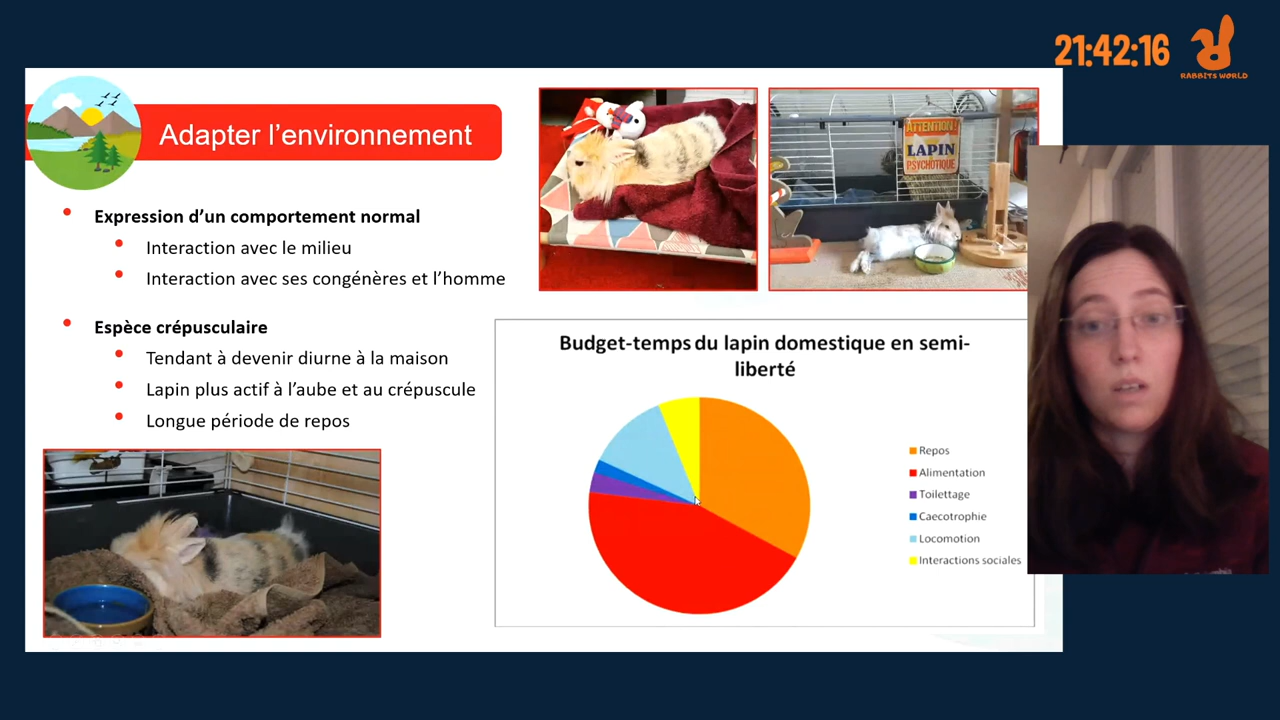 21:42:16
RABBITS WORLD
Adapter l'environnement
ATTENTION!
LAPIN
PSYCHOTIQUE
Expression d'un comportement normal
Interaction avec le milieu
Interaction avec ses congénères et l'homme
Espèce crépusculaire
Tendant à devenir diurne à la maison
Lapin plus actif à l'aube et au crépuscule
Longue période de repos
Budget-temps du lapin domestique en semi-
liberté
Repos
Alimentation
Toilettage
Caecotrophie
Locomotion
Interactions sociales